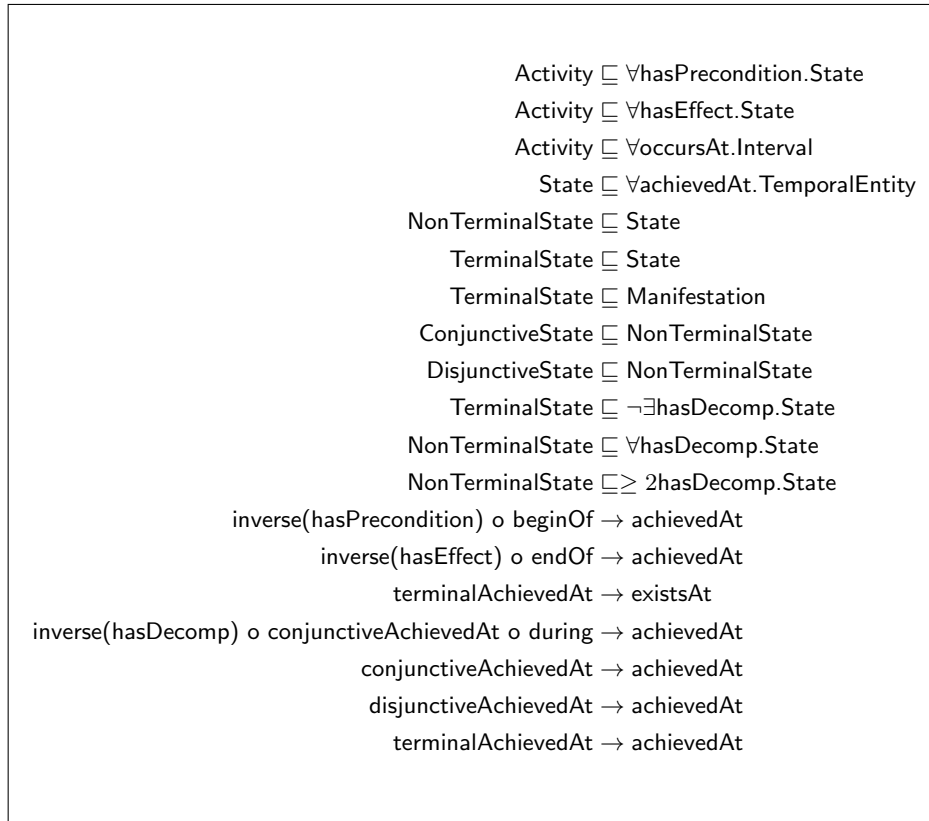 Activity ⊑ ∀hasPrecondition.State
Activity ⊑ ∀hasEffect.State
Activity ⊑ ∀occursAt.Interval
State ⊑ ∀achievedAt.TemporalEntity
NonTerminalState ⊑ State
TerminalState ⊑ State
TerminalState ⊑ Manifestation
ConjunctiveState ⊑ NonTerminalState
DisjunctiveState ⊑ NonTerminalState
TerminalState ⊑ ¬∃hasDecomp.State
NonTerminalState ⊑ ∀hasDecomp.State
NonTerminalState ⊑≥ 2hasDecomp.State
inverse(hasPrecondition) o beginOf → achievedAt
inverse(hasEffect) o endOf → achievedAt
terminalAchievedAt → existsAt
inverse(hasDecomp) o conjunctiveAchievedAt o during → achievedAt
conjunctiveAchievedAt → achievedAt
disjunctiveAchievedAt → achievedAt
terminalAchievedAt → achievedAt